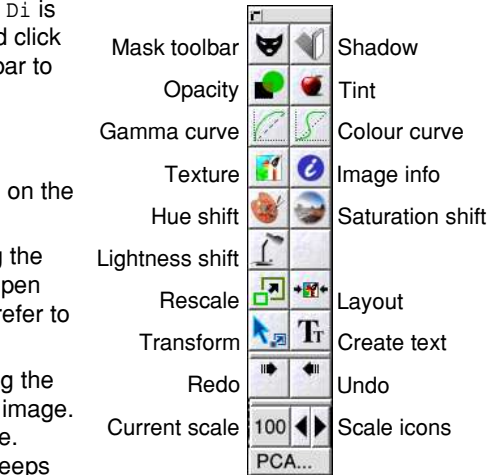 Di is
d click
bar to
on the
g the
pen
refer to
g the
image.
e.
eeps
Mask toolbar Shadow
Opacity Tint
Gamma curve Colour curve
Texture Image info
Hue shift Saturation shift
Lightness shift
Rescale Layout
Transform Create text
Redo Undo
Current scale 100 Scale icons
PCA...